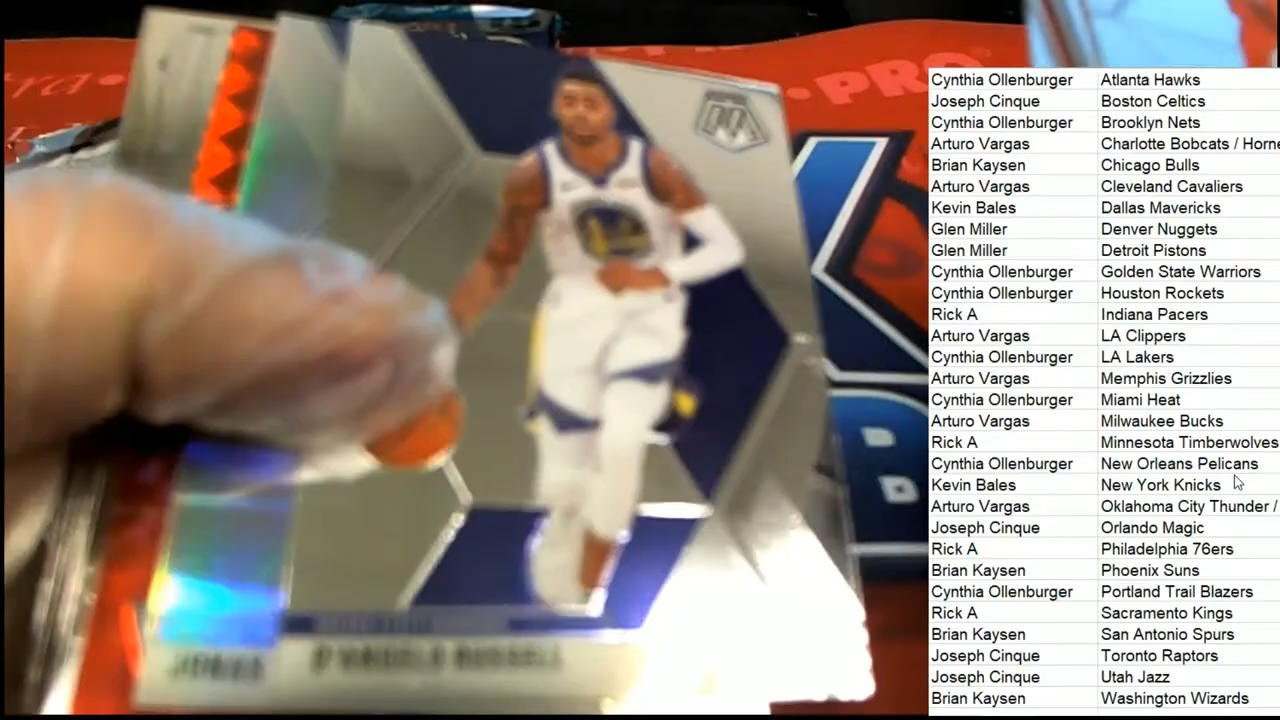 PRO
D'ANGELO RUSSELL
JONAS
Cynthia Ollenburger Atlanta Hawks
Joseph Cinque Boston Celtics
Cynthia Ollenburger Brooklyn Nets
Arturo Vargas Charlotte Bobcats / Horne
Brian Kaysen Chicago Bulls
Arturo Vargas Cleveland Cavaliers
Kevin Bales Dallas Mavericks
Glen Miller Denver Nuggets
Glen Miller Detroit Pistons
Cynthia Ollenburger Golden State Warriors
Cynthia Ollenburger Houston Rockets
Rick A Indiana Pacers
Arturo Vargas LA Clippers
Cynthia Ollenburger LA Lakers
Arturo Vargas Memphis Grizzlies
Cynthia Ollenburger Miami Heat
Arturo Vargas Milwaukee Bucks
Rick A Minnesota Timberwolves
Cynthia Ollenburger New Orleans Pelicans
Kevin Bales New York Knicks
Arturo Vargas Oklahoma City Thunder /
Joseph Cinque Orlando Magic
Rick A Philadelphia 76ers
Brian Kaysen Phoenix Suns
Cynthia Ollenburger Portland Trail Blazers
Rick A Sacramento Kings
Brian Kaysen San Antonio Spurs
Joseph Cinque Toronto Raptors
Joseph Cinque Utah Jazz
Brian Kaysen Washington Wizards